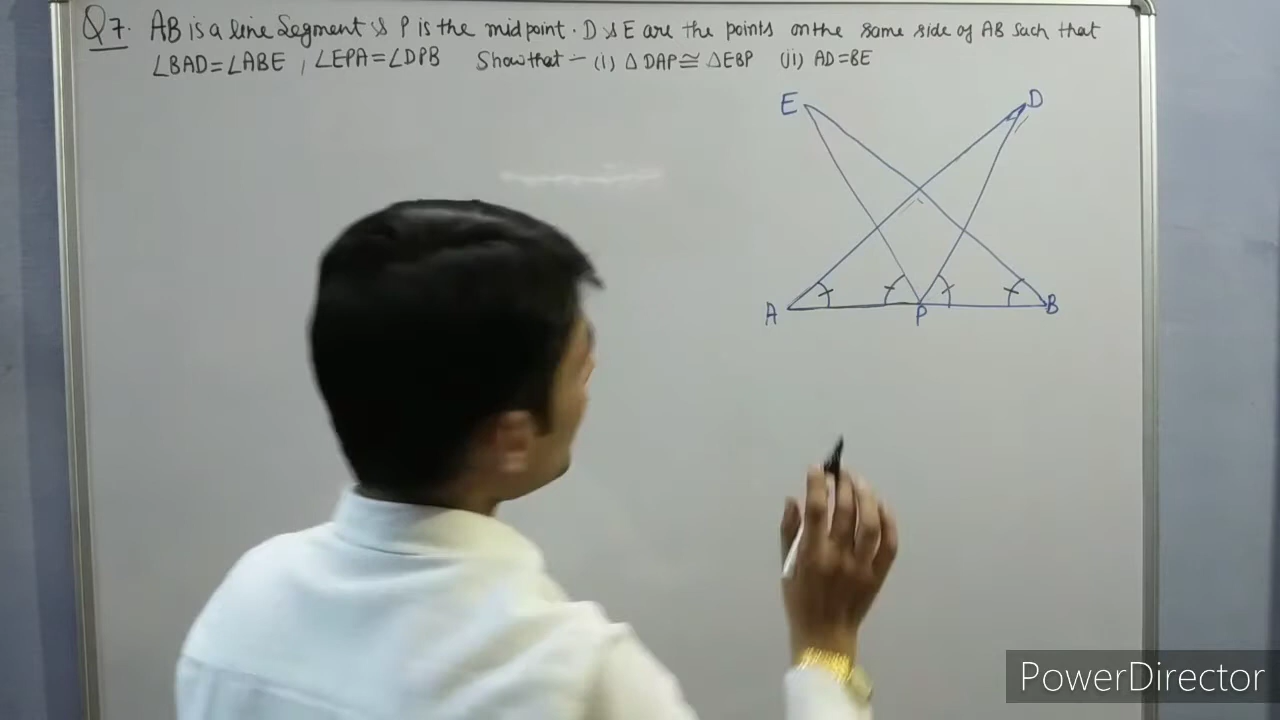 Q7. AB is a line segment & P is the midpoint. D & E are the points on the same side of AB such that
∠BAD=∠ABE , ∠EPA=∠DPB Show that :- (i) △DAP≅△EBP (ii) AD=BE
E D
A P B
PowerDirector